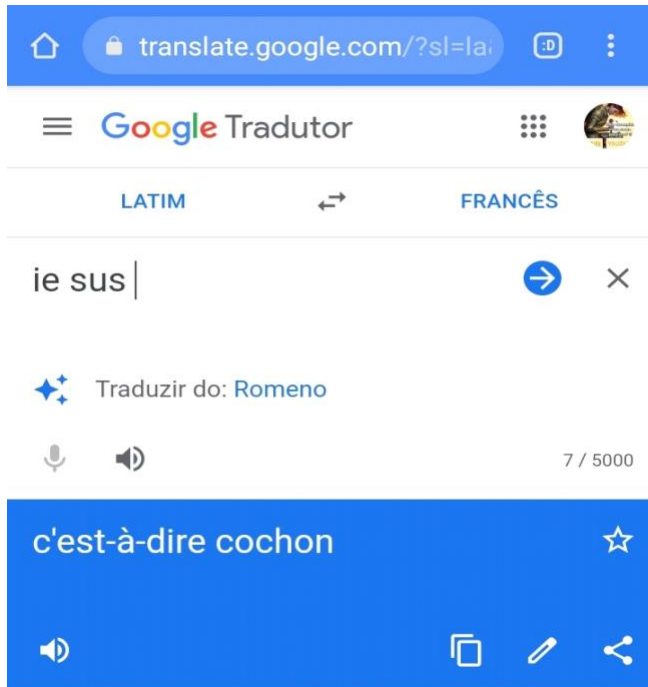 translate.google.com/?sl=la
:D
Google Tradutor
LATIM
FRANCÊS
ie sus
Traduzir do: Romeno
7 / 5000
c'est-à-dire cochon